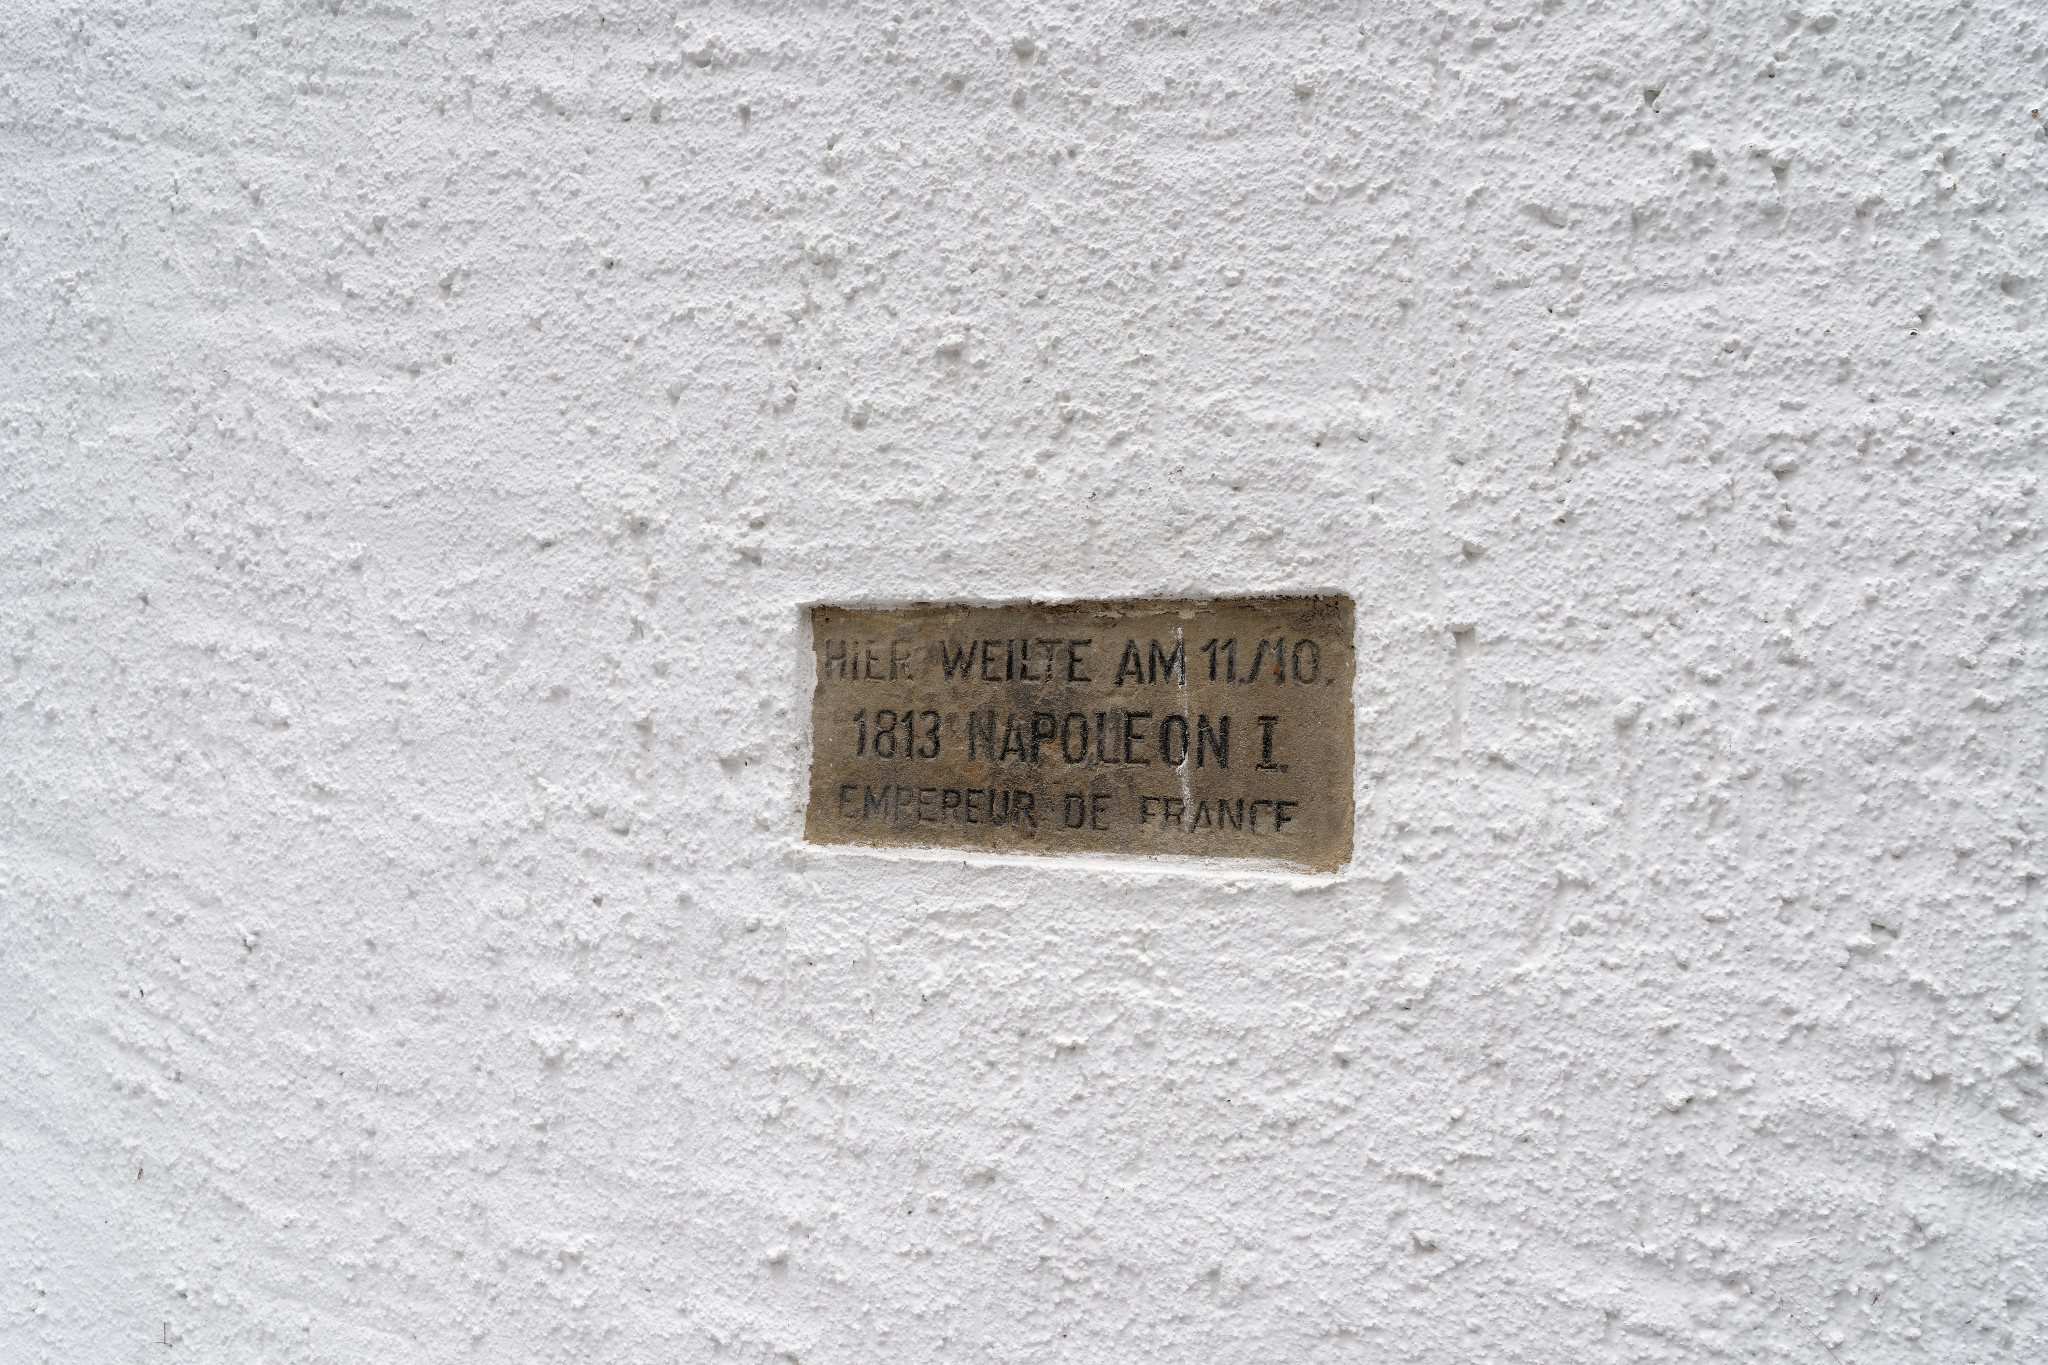 HIER WEILTE AM 11./10.
1813 NAPOLEON I.
EMPEREUR DE FRANCE